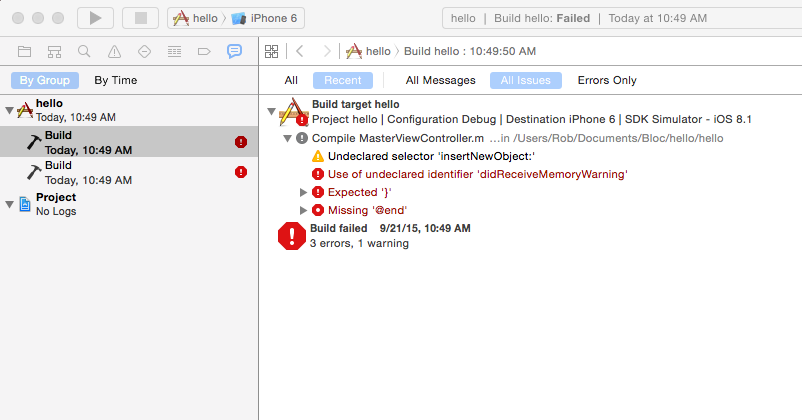 hello 〉 iPhone 6
hello | Build hello: Failed | Today at 10:49 AM
hello 〉 Build hello : 10:49:50 AM
By Group By Time
All Recent All Messages All Issues Errors Only
hello
Today, 10:49 AM
Build
Today, 10:49 AM
Build
Today, 10:49 AM
Project
No Logs
Build target hello
Project hello | Configuration Debug | Destination iPhone 6 | SDK Simulator - iOS 8.1
Compile MasterViewController.m …in /Users/Rob/Documents/Bloc/hello/hello
Undeclared selector 'insertNewObject:'
Use of undeclared identifier 'didReceiveMemoryWarning'
Expected '}'
Missing '@end'
Build failed 9/21/15, 10:49 AM
3 errors, 1 warning